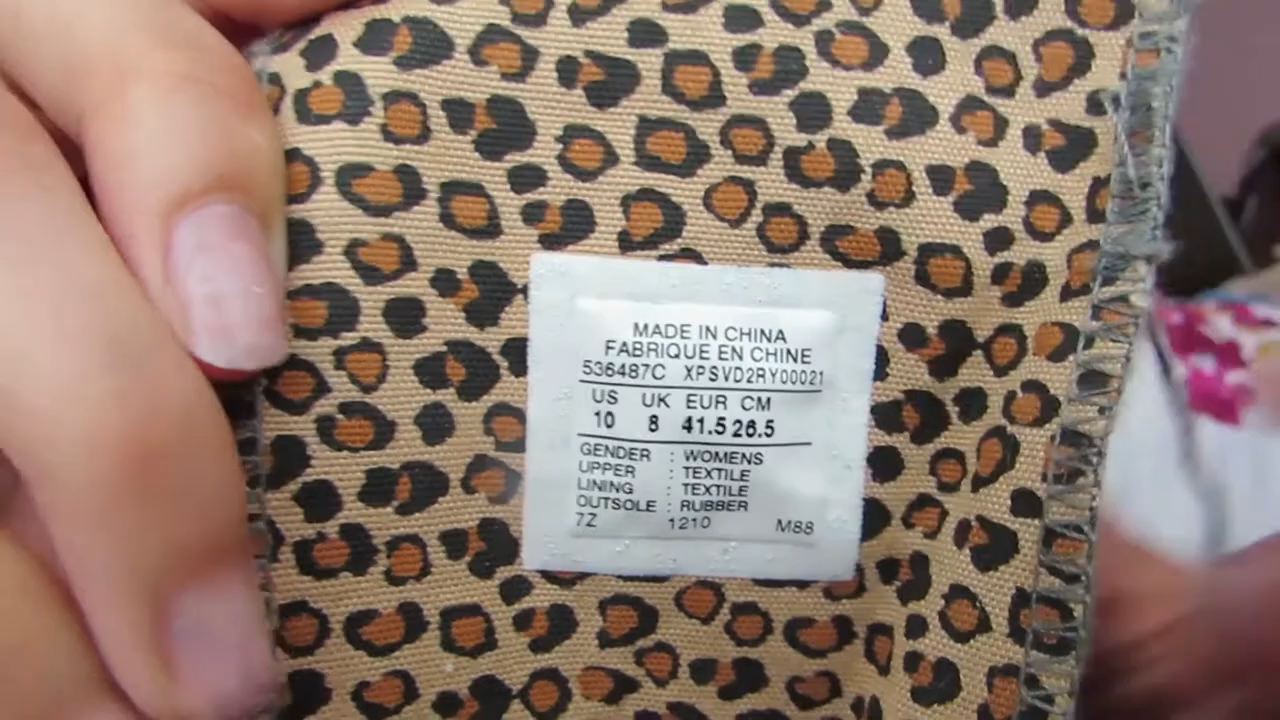 MADE IN CHINA
FABRIQUE EN CHINE
536487C XPSVD2RY00021
US UK EUR CM
10 8 41.5 26.5
GENDER : WOMENS
UPPER : TEXTILE
LINING : TEXTILE
OUTSOLE : RUBBER
7Z 1210 M88